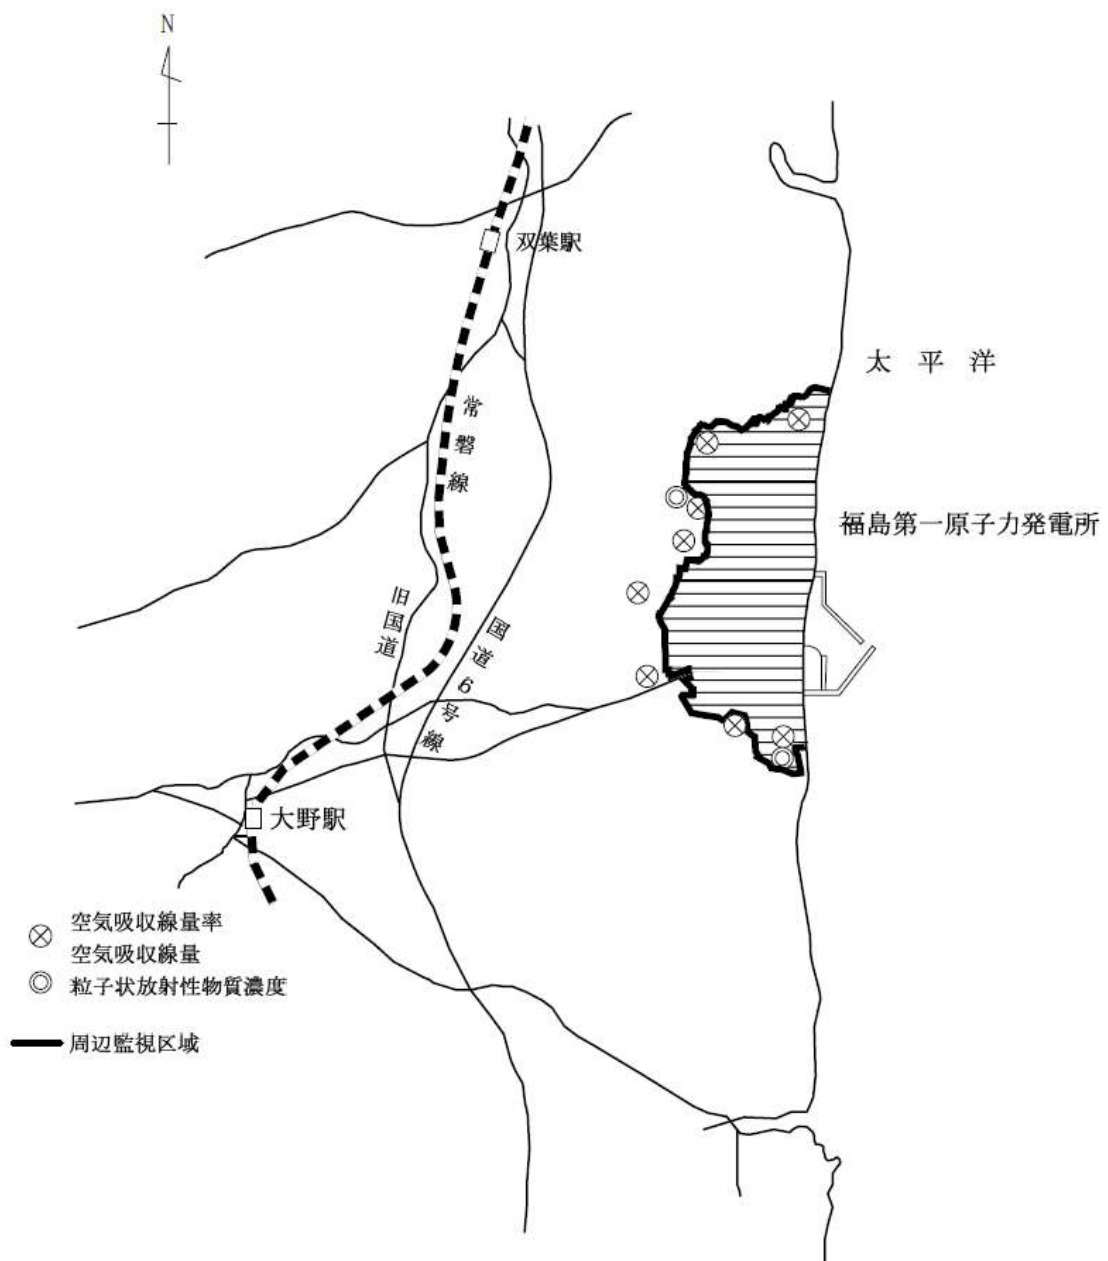 N
双葉駅
太平洋
常磐線
福島第一原子力発電所
旧国道
国道6号線
大野駅
空気吸収線量率
空気吸収線量
粒子状放射性物質濃度
周辺監視区域